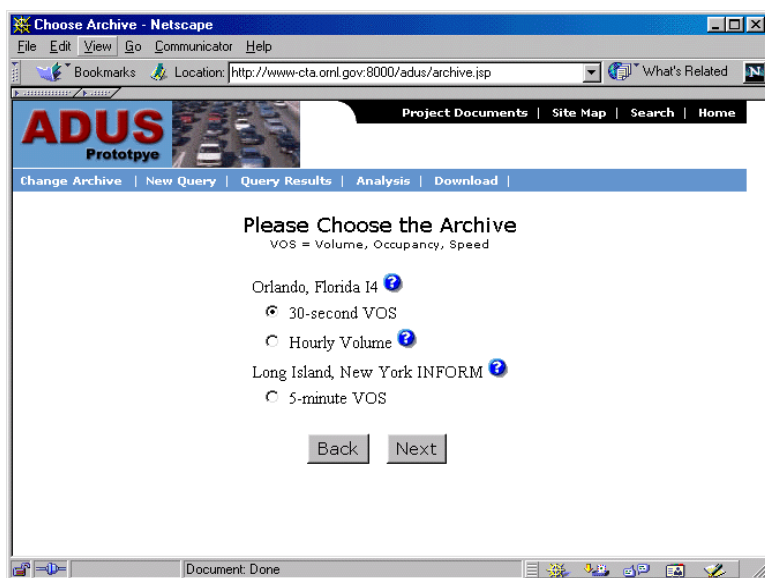 Choose Archive - Netscape
File Edit View Go Communicator Help
Bookmarks Location: http://www-cta.ornl.gov:8000/adus/archive.jsp What's Related N
Project Documents | Site Map | Search | Home
ADUS
Prototpye
Change Archive | New Query | Query Results | Analysis | Download |
Please Choose the Archive
VOS = Volume, Occupancy, Speed
Orlando, Florida I4 ?
30-second VOS
Hourly Volume ?
Long Island, New York INFORM ?
5-minute VOS
Back Next
Document: Done